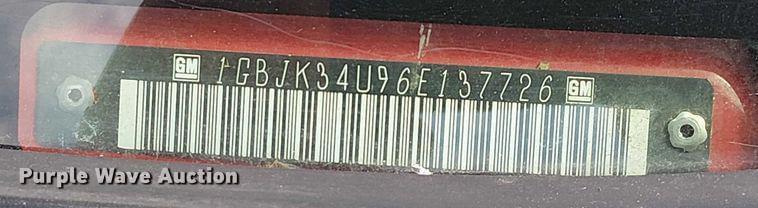 GM 1GBJK34U96E137726 GM
Purple Wave Auction